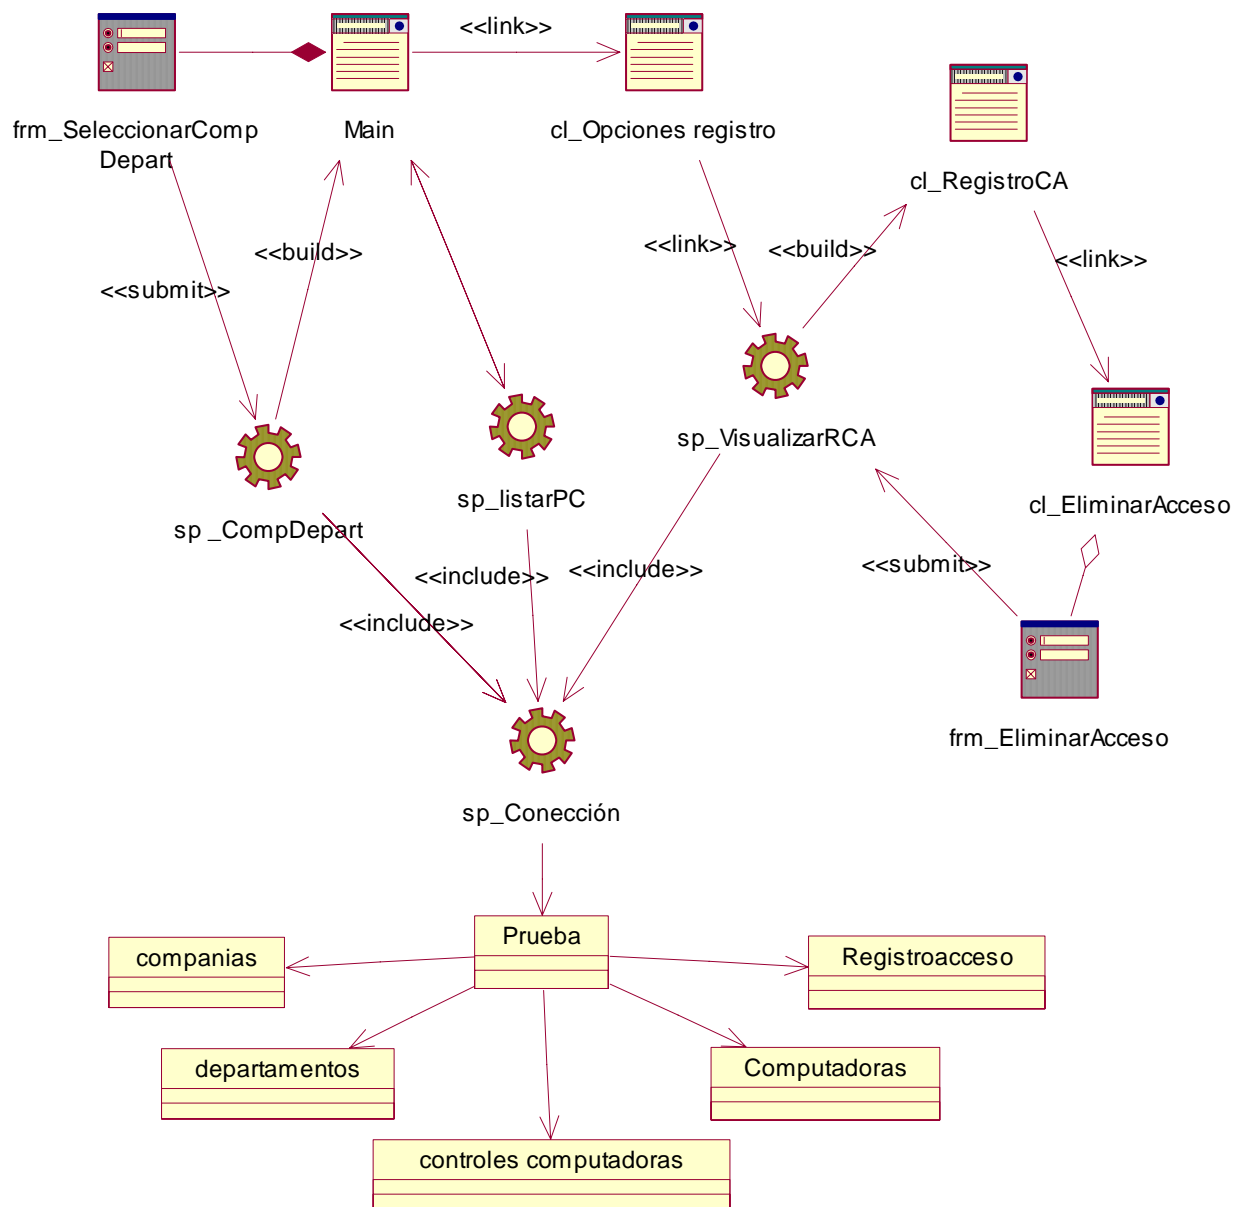 <<link>>
frm_SeleccionarComp
Depart
Main
cl_Opciones registro
cl_RegistroCA
<<link>>
<<build>>
<<build>>
<<link>>
<<submit>>
sp_VisualizarRCA
sp_listarPC
cl_EliminarAcceso
sp _CompDepart
<<include>>
<<include>>
<<submit>>
<<include>>
frm_EliminarAcceso
sp_Conección
Prueba
companias
Registroacceso
departamentos
Computadoras
controles computadoras